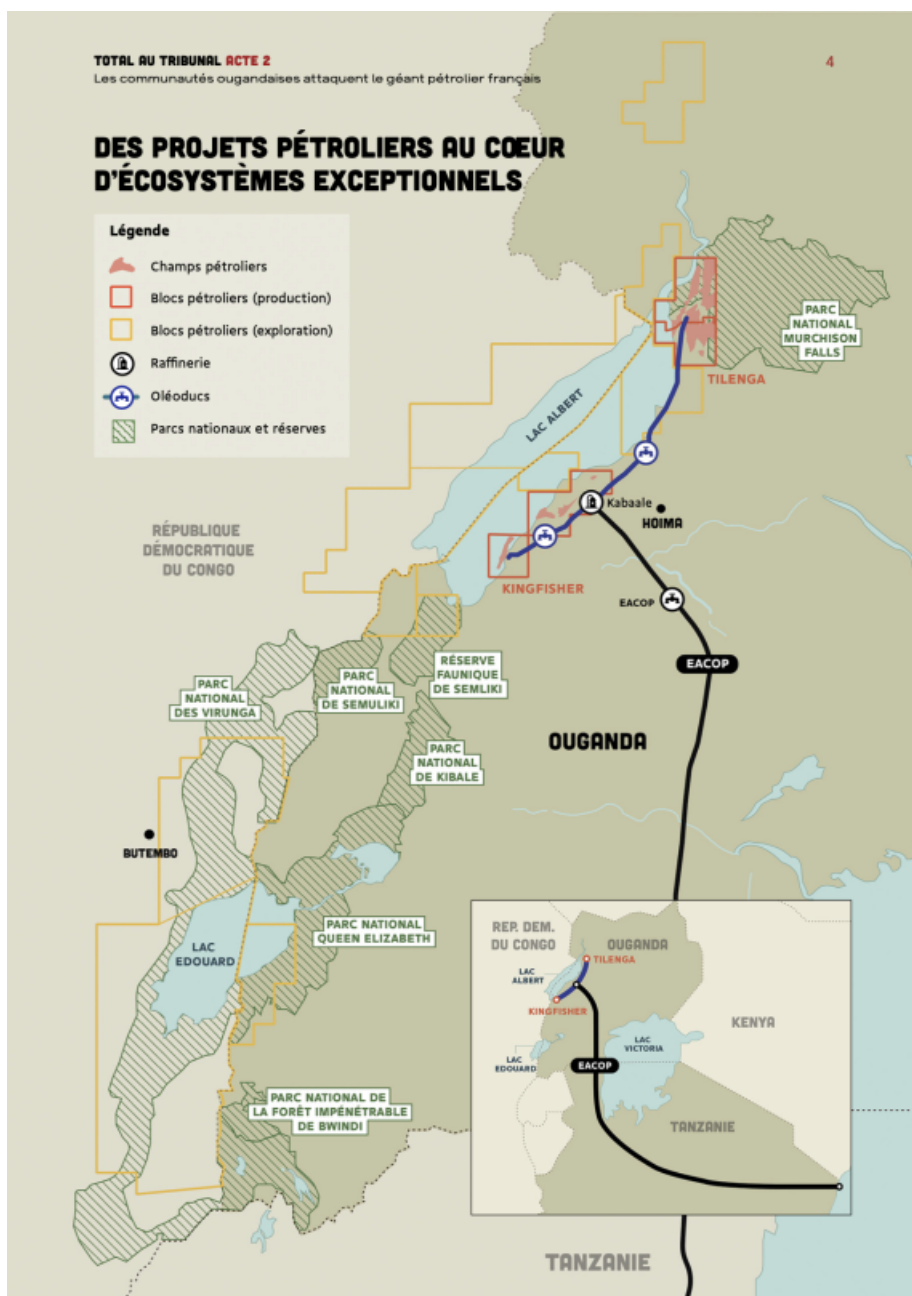 TOTAL AU TRIBUNAL ACTE 2
Les communautés ougandaises attaquent le géant pétrolier français
4
DES PROJETS PÉTROLIERS AU CŒUR
D'ÉCOSYSTÈMES EXCEPTIONNELS
Légende
Champs pétroliers
Blocs pétroliers (production)
Blocs pétroliers (exploration)
Raffinerie
Oléoducs
Parcs nationaux et réserves
PARC
NATIONAL
MURCHISON
FALLS
TILENGA
LAC ALBERT
Kabaale
HOIMA
RÉPUBLIQUE
DÉMOCRATIQUE
DU CONGO
KINGFISHER
EACOP
EACOP
RÉSERVE
FAUNIQUE
DE SEMLIKI
PARC
NATIONAL
DE SEMULIKI
PARC
NATIONAL
DES VIRUNGA
OUGANDA
PARC
NATIONAL
DE KIBALE
BUTEMBO
PARC NATIONAL
QUEEN ELIZABETH
LAC
EDOUARD
PARC NATIONAL DE
LA FORÊT IMPÉNÉTRABLE
DE BWINDI
REP. DEM.
DU CONGO
OUGANDA
TILENGA
LAC
ALBERT
KINGFISHER
KENYA
LAC
VICTORIA
LAC
EDOUARD
EACOP
TANZANIE
TANZANIE